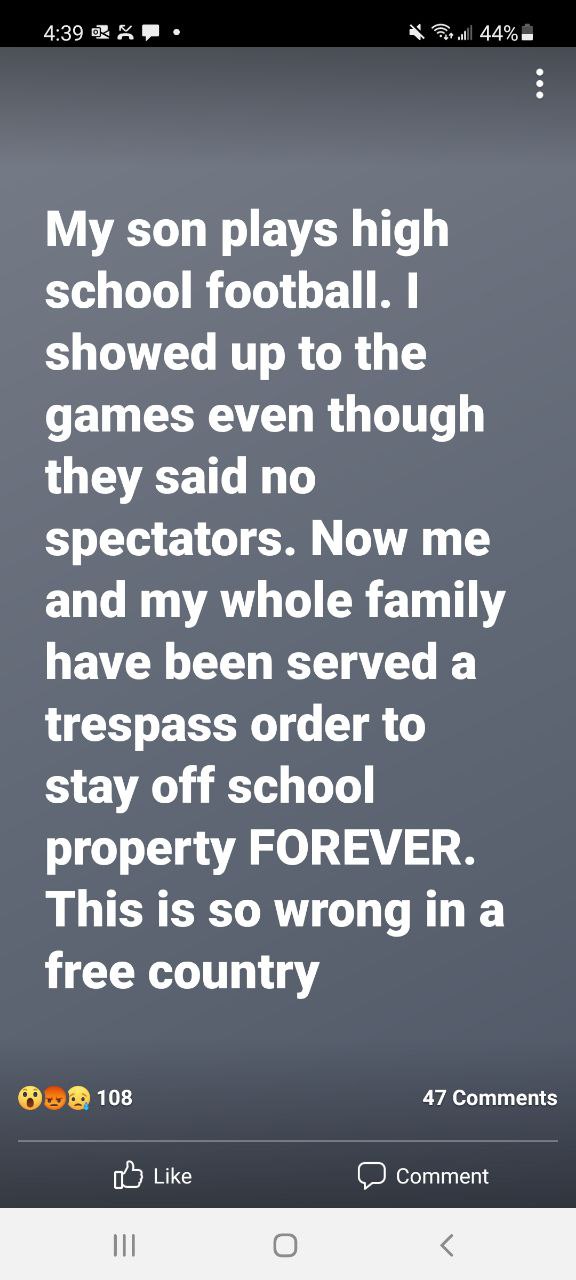 4:39
44%
My son plays high
school football. I
showed up to the
games even though
they said no
spectators. Now me
and my whole family
have been served a
trespass order to
stay off school
property FOREVER.
This is so wrong in a
free country
108
47 Comments
Like
Comment